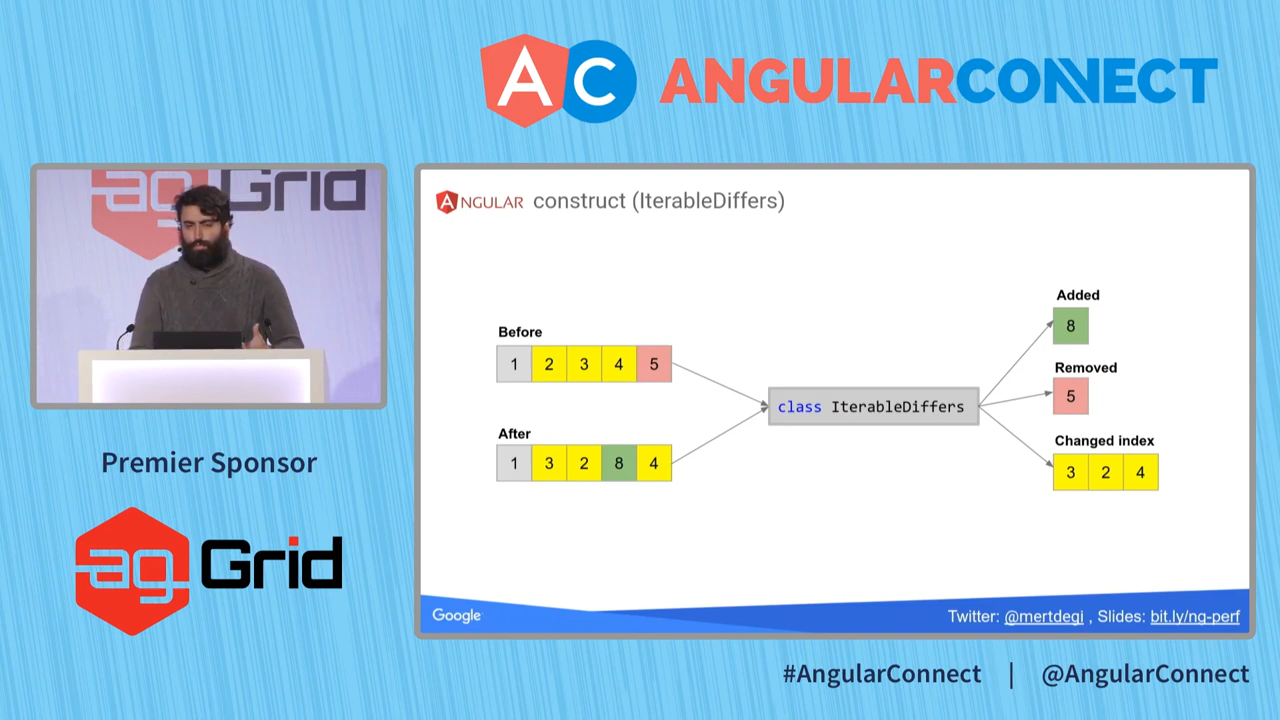 AC ANGULARCONNECT
ag Grid
ANGULAR construct (IterableDiffers)
Before
1 2 3 4 5
After
1 3 2 8 4
class IterableDiffers
Added
8
Removed
5
Changed index
3 2 4
Google
Twitter: @mertdegi , Slides: bit.ly/ng-perf
Premier Sponsor
ag Grid
#AngularConnect | @AngularConnect